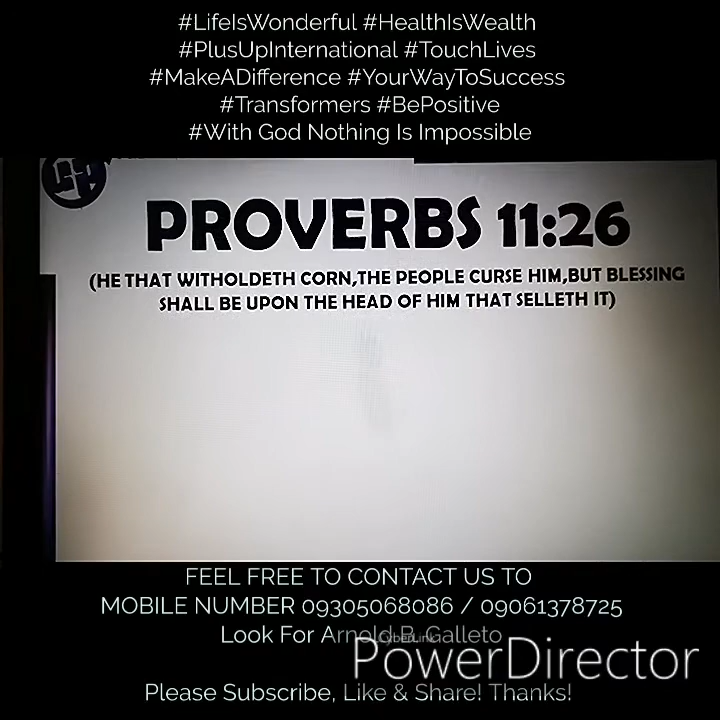 #LifeIsWonderful #HealthIsWealth
#PlusUpInternational #TouchLives
#MakeADifference #YourWayToSuccess
#Transformers #BePositive
#With God Nothing Is Impossible
PROVERBS 11:26
(HE THAT WITHOLDETH CORN,THE PEOPLE CURSE HIM,BUT BLESSING
SHALL BE UPON THE HEAD OF HIM THAT SELLETH IT)
FEEL FREE TO CONTACT US TO
MOBILE NUMBER 09305068086 / 09061378725
Look For Arnold B. Galleto
CyberLink
PowerDirector
Please Subscribe, Like & Share! Thanks!